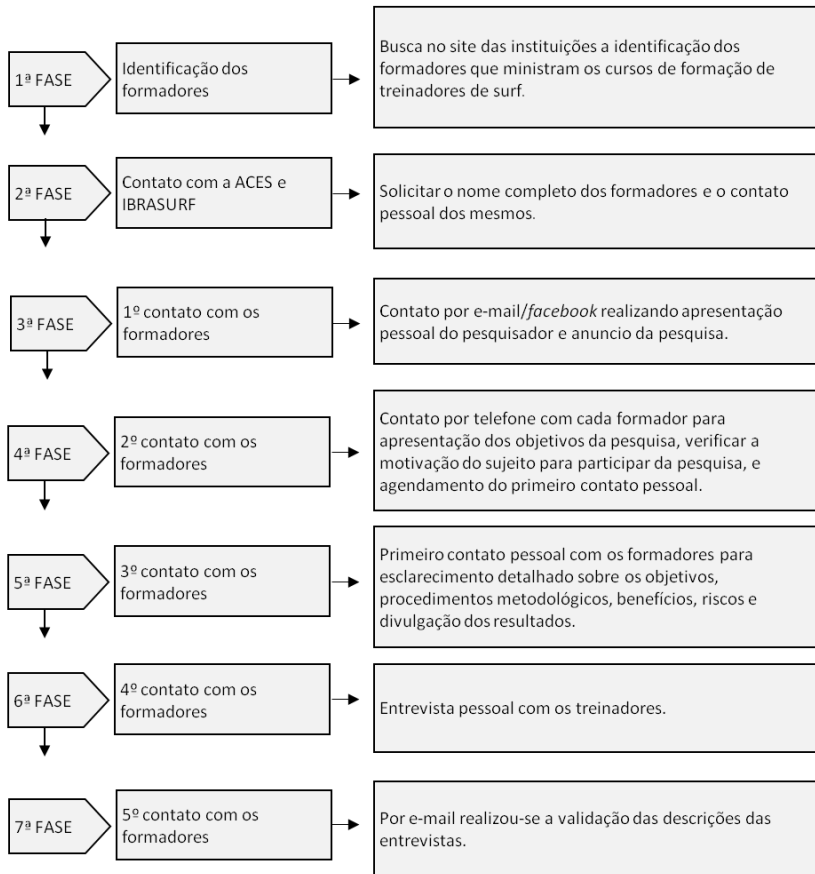 1ª FASE
Identificação dos
formadores
Busca no site das instituições a identificação dos
formadores que ministram os cursos de formação de
treinadores de surf.
2ª FASE
Contato com a ACES e
IBRASURF
Solicitar o nome completo dos formadores e o contato
pessoal dos mesmos.
3ª FASE
1º contato com os
formadores
Contato por e-mail/facebook realizando apresentação
pessoal do pesquisador e anuncio da pesquisa.
4ª FASE
2º contato com os
formadores
Contato por telefone com cada formador para
apresentação dos objetivos da pesquisa, verificar a
motivação do sujeito para participar da pesquisa, e
agendamento do primeiro contato pessoal.
5ª FASE
3º contato com os
formadores
Primeiro contato pessoal com os formadores para
esclarecimento detalhado sobre os objetivos,
procedimentos metodológicos, benefícios, riscos e
divulgação dos resultados.
6ª FASE
4º contato com os
formadores
Entrevista pessoal com os treinadores.
7ª FASE
5º contato com os
formadores
Por e-mail realizou-se a validação das descrições das
entrevistas.